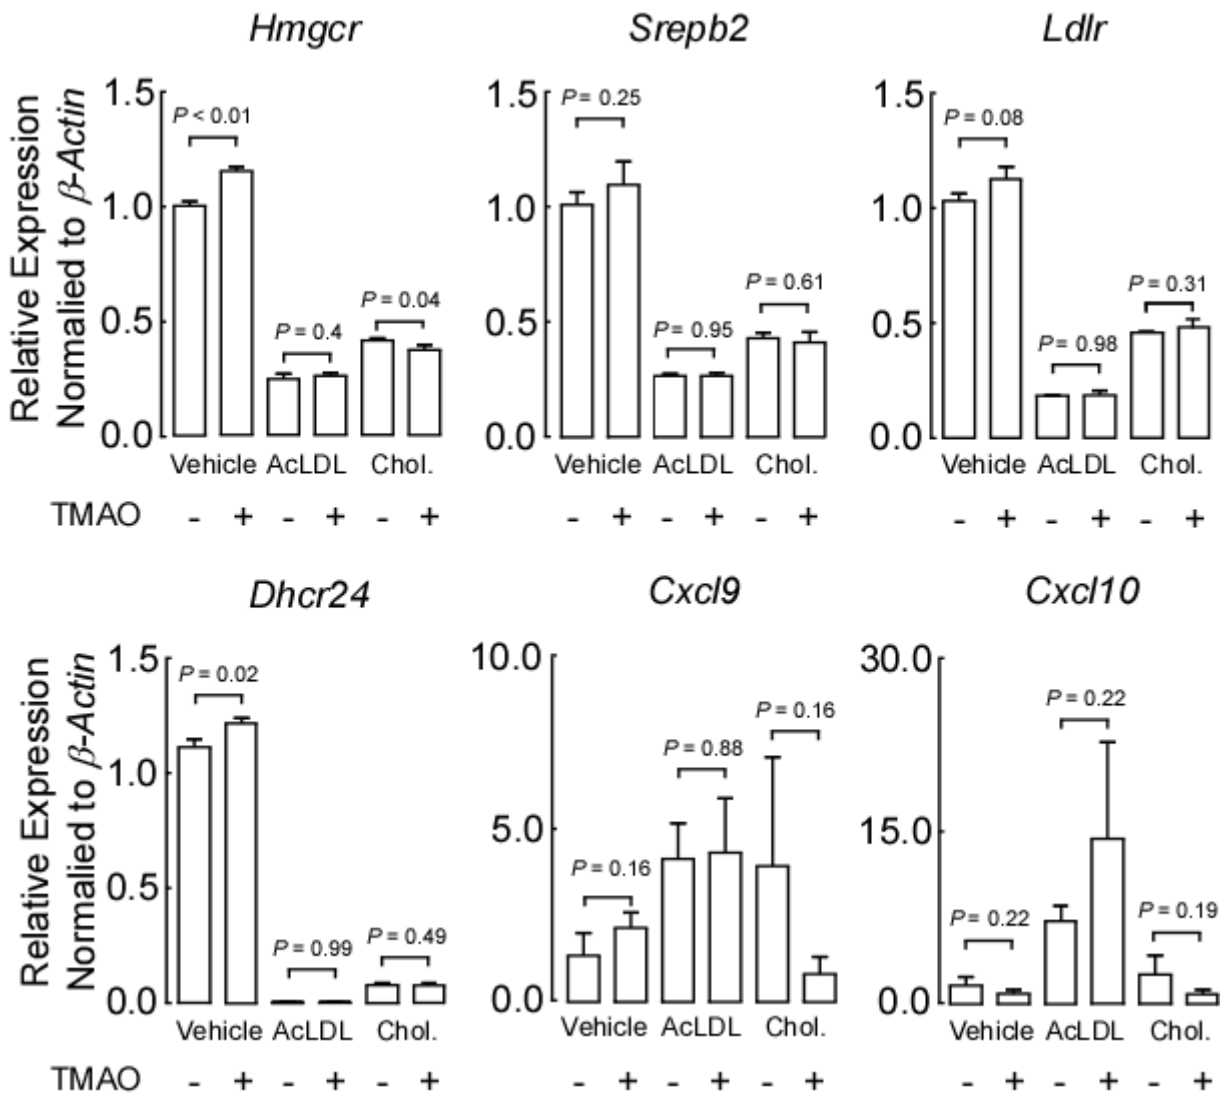 Hmgcr
Srepb2
Ldlr
Relative Expression
Normalied to β-Actin
1.5
1.0
0.5
0.0
P < 0.01
P = 0.4
P = 0.04
Vehicle AcLDL Chol.
1.5
1.0
0.5
0.0
P = 0.25
P = 0.95
P = 0.61
Vehicle AcLDL Chol.
1.5
1.0
0.5
0.0
P = 0.08
P = 0.98
P = 0.31
Vehicle AcLDL Chol.
TMAO - + - + - + - + - + - + - + - + - +
Dhcr24
Cxcl9
Cxcl10
Relative Expression
Normalied to β-Actin
1.5
1.0
0.5
0.0
P = 0.02
P = 0.99
P = 0.49
Vehicle AcLDL Chol.
10.0
5.0
0.0
P = 0.16
P = 0.88
P = 0.16
Vehicle AcLDL Chol.
30.0
15.0
0.0
P = 0.22
P = 0.22
P = 0.19
Vehicle AcLDL Chol.
TMAO - + - + - + - + - + - + - + - + - +